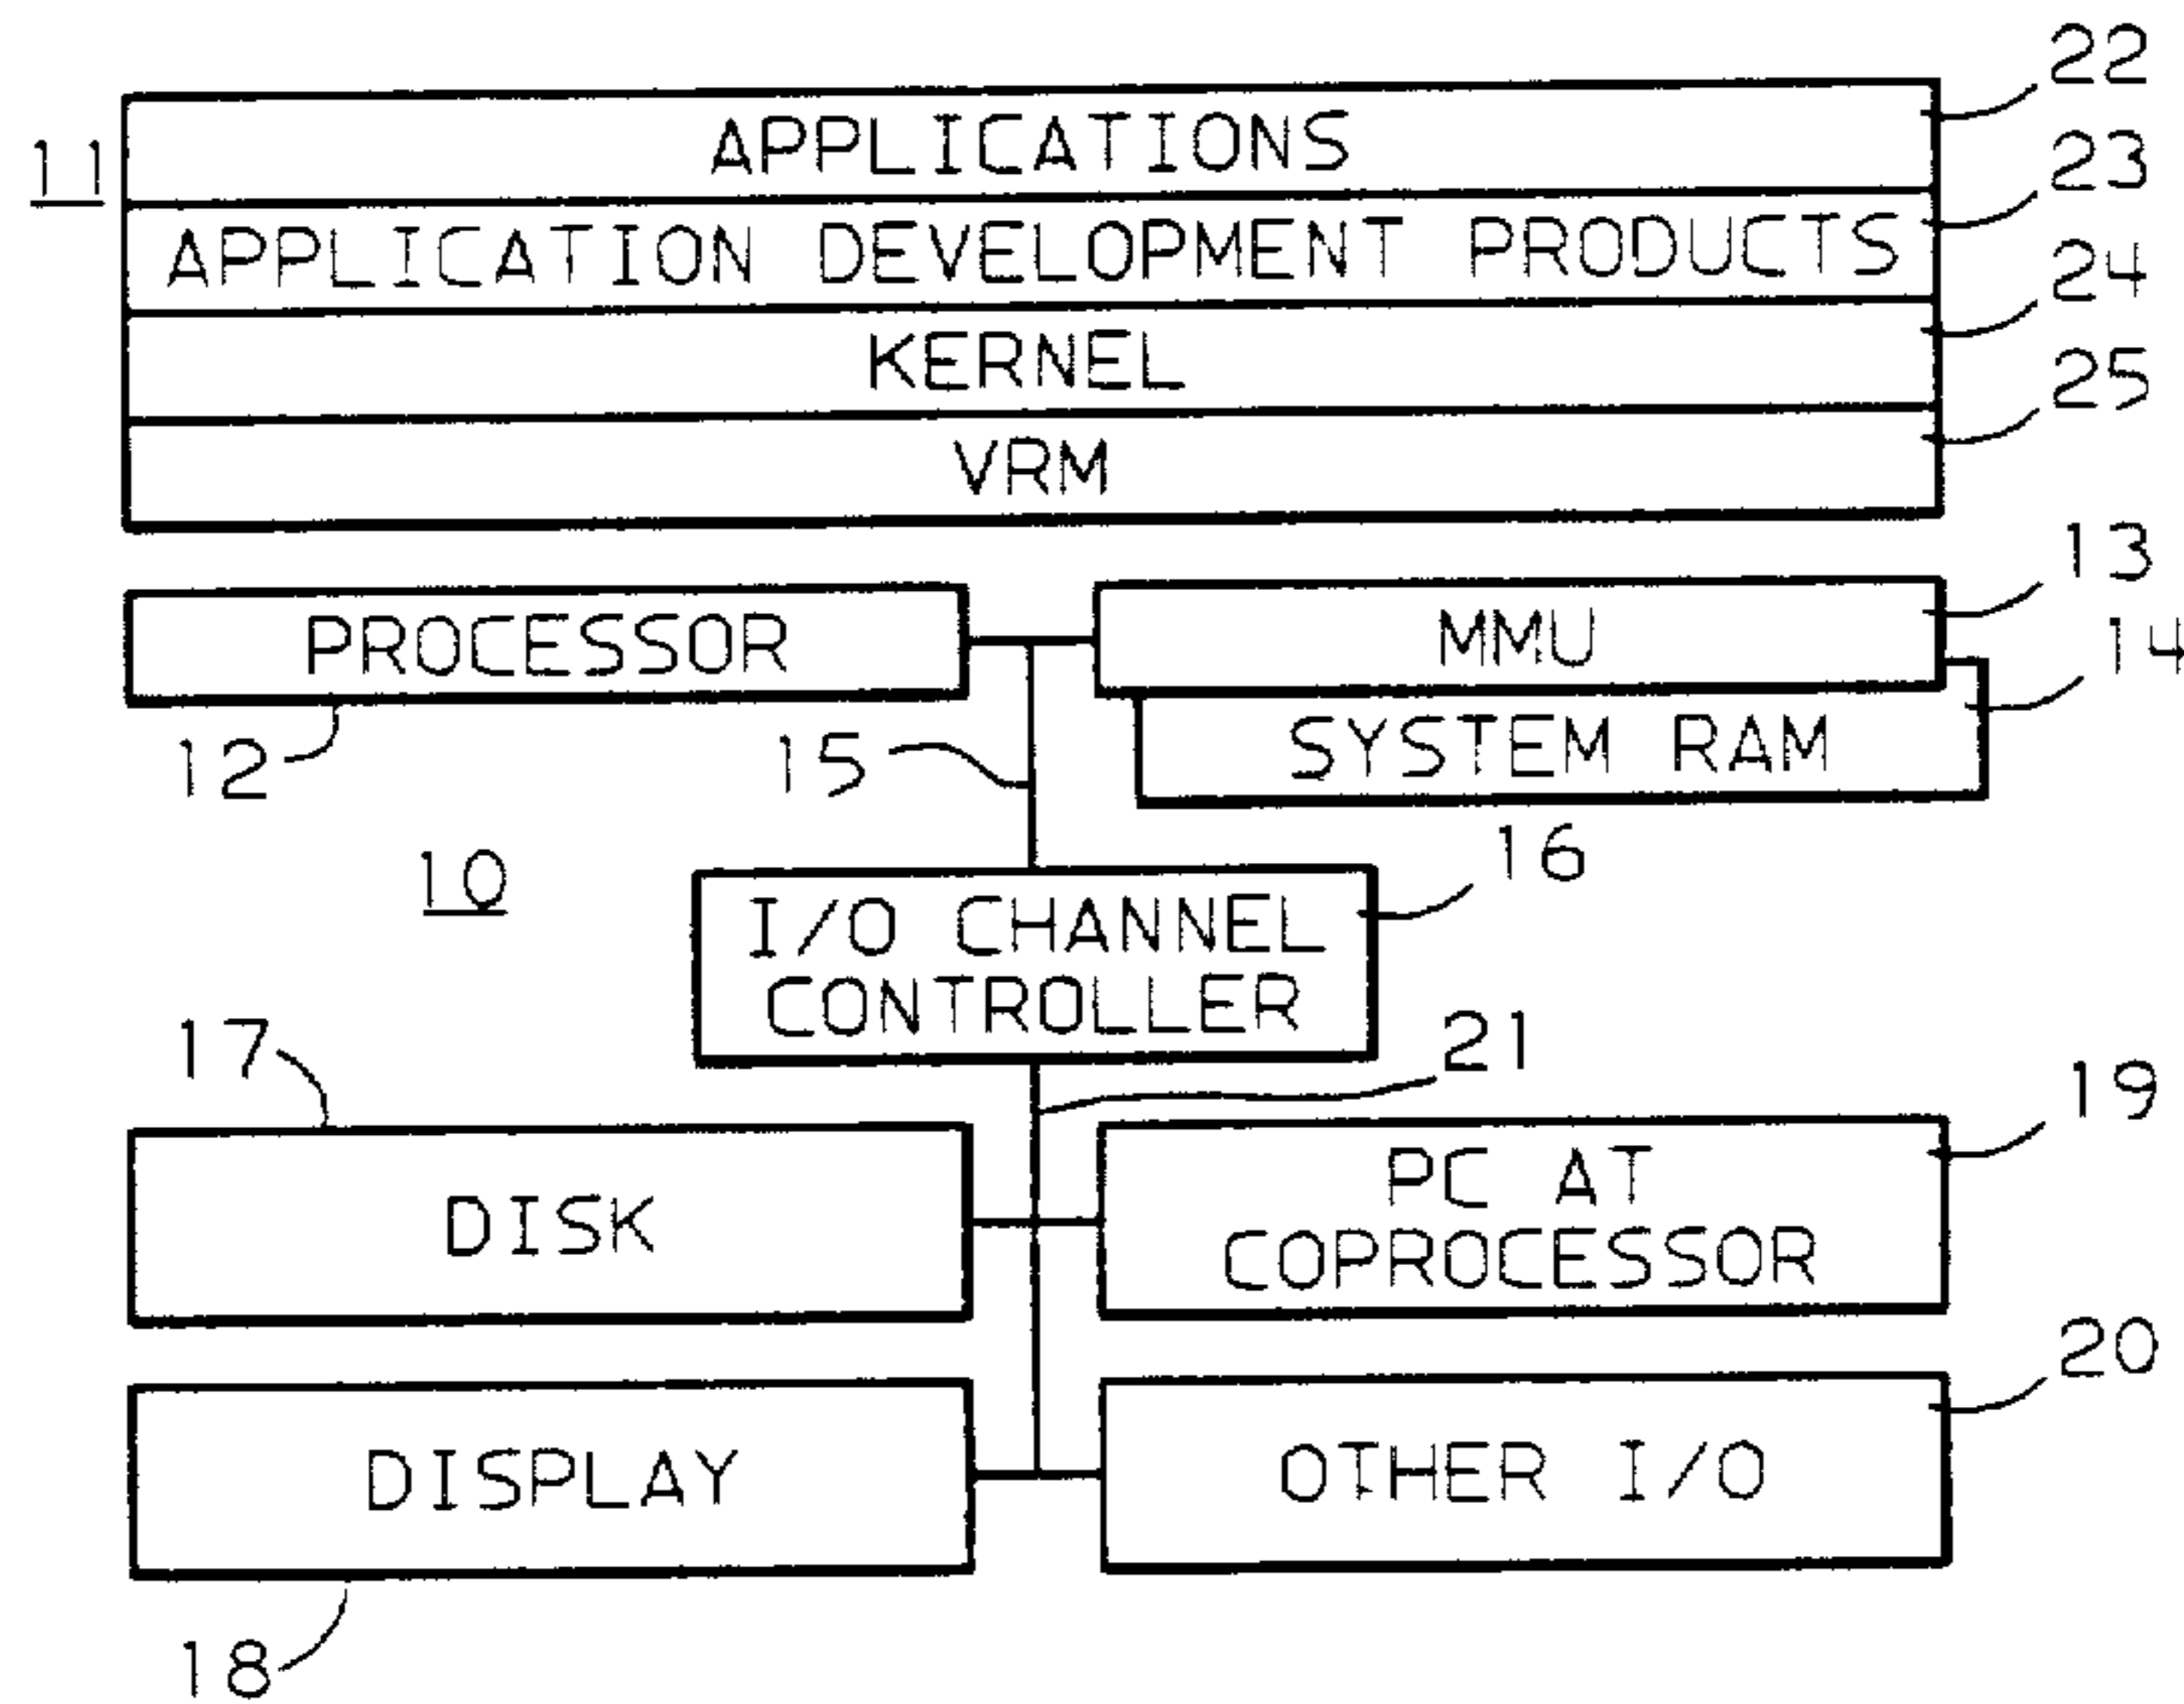 22
APPLICATIONS
11
23
APPLICATION DEVELOPMENT PRODUCTS
24
KERNEL
25
VRM
13
PROCESSOR
MMU
14
12
15
SYSTEM RAM
10
16
I/O CHANNEL
CONTROLLER
17
21
19
DISK
PC AT
COPROCESSOR
20
DISPLAY
OTHER I/O
18